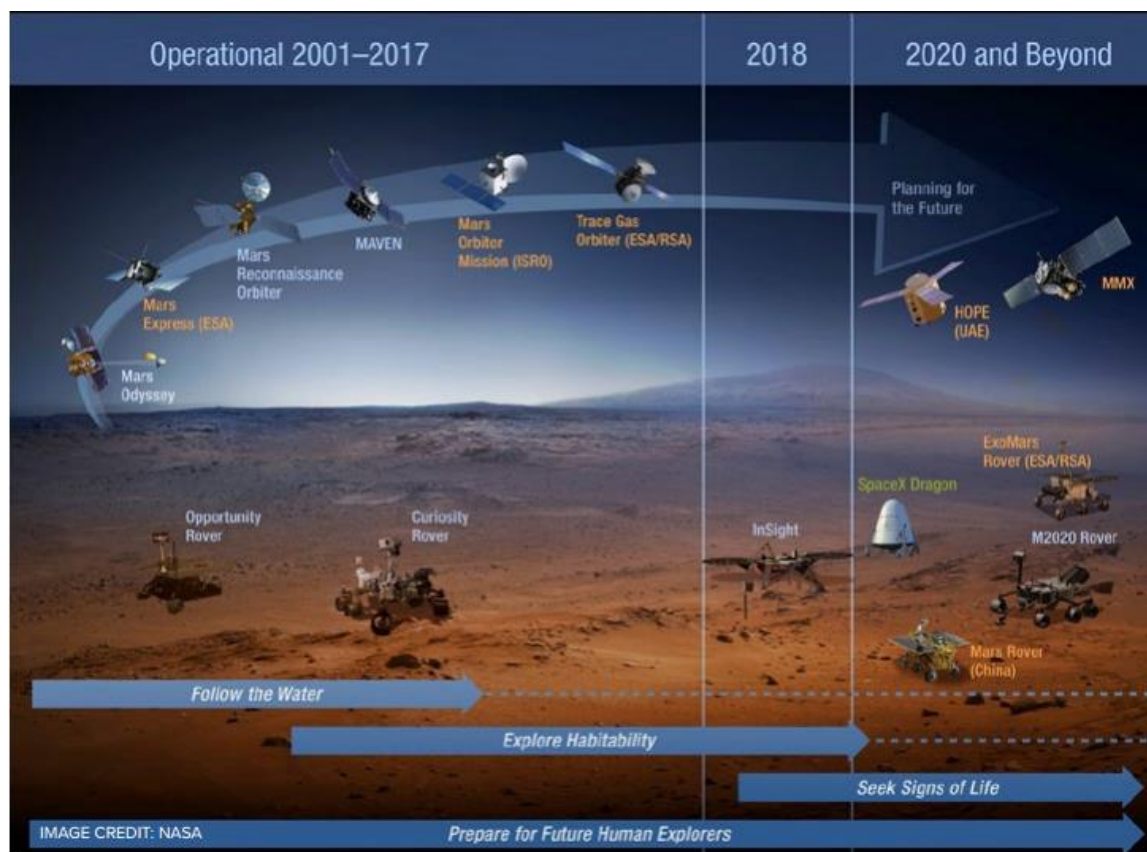 Operational 2001–2017
2018
2020 and Beyond
Planning for
the Future
Mars
Odyssey
Mars
Express (ESA)
Mars
Reconnaissance
Orbiter
MAVEN
Mars
Orbiter
Mission (ISRO)
Trace Gas
Orbiter (ESA/RSA)
HOPE
(UAE)
MMX
Opportunity
Rover
Curiosity
Rover
InSight
SpaceX Dragon
ExoMars
Rover (ESA/RSA)
M2020 Rover
Mars Rover
(China)
Follow the Water
Explore Habitability
Seek Signs of Life
IMAGE CREDIT: NASA
Prepare for Future Human Explorers